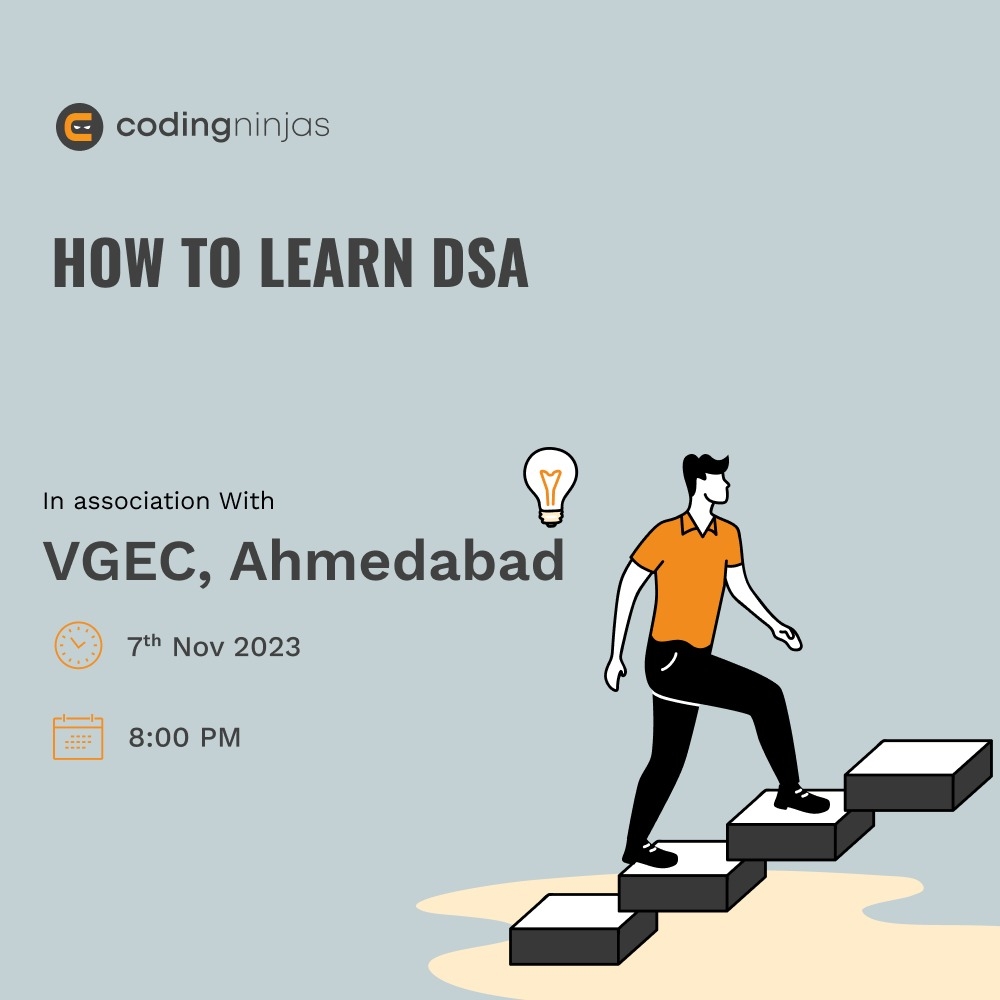 codingninjas
HOW TO LEARN DSA
In association With
VGEC, Ahmedabad
7th Nov 2023
8:00 PM